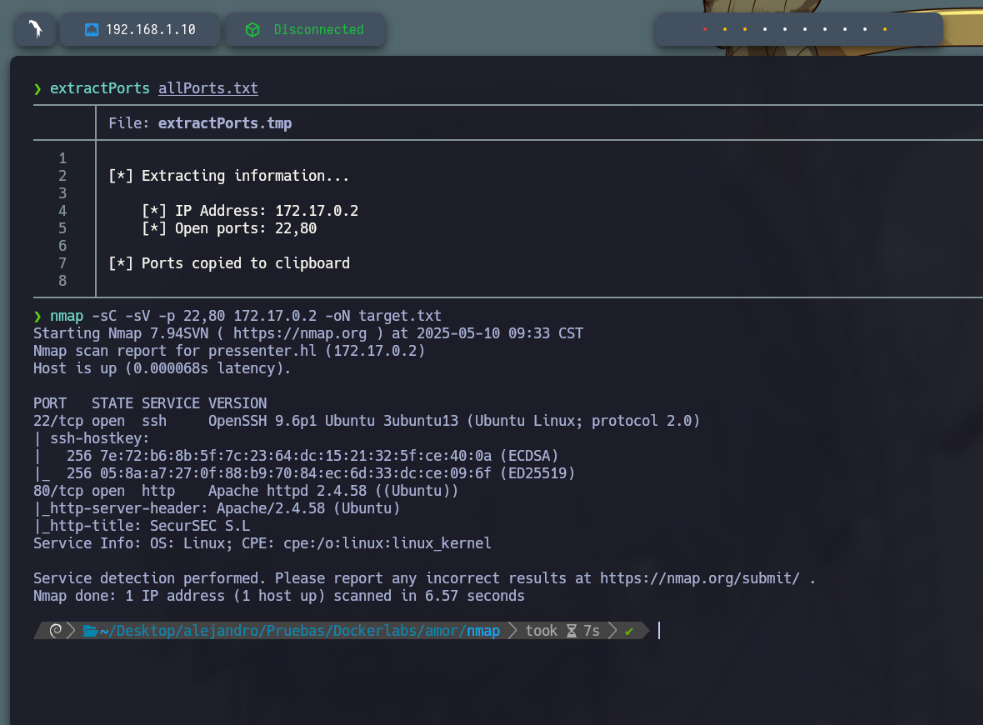 192.168.1.10
Disconnected
❯ extractPorts allPorts.txt
File: extractPorts.tmp
1
2 [*] Extracting information...
3
4 [*] IP Address: 172.17.0.2
5 [*] Open ports: 22,80
6
7 [*] Ports copied to clipboard
8
❯ nmap -sC -sV -p 22,80 172.17.0.2 -oN target.txt
Starting Nmap 7.94SVN ( https://nmap.org ) at 2025-05-10 09:33 CST
Nmap scan report for pressenter.hl (172.17.0.2)
Host is up (0.000068s latency).
PORT   STATE SERVICE VERSION
22/tcp open  ssh     OpenSSH 9.6p1 Ubuntu 3ubuntu13 (Ubuntu Linux; protocol 2.0)
| ssh-hostkey:
|   256 7e:72:b6:8b:5f:7c:23:64:dc:15:21:32:5f:ce:40:0a (ECDSA)
|_  256 05:8a:a7:27:0f:88:b9:70:84:ec:6d:33:dc:ce:09:6f (ED25519)
80/tcp open  http    Apache httpd 2.4.58 ((Ubuntu))
|_http-server-header: Apache/2.4.58 (Ubuntu)
|_http-title: SecurSEC S.L
Service Info: OS: Linux; CPE: cpe:/o:linux:linux_kernel
Service detection performed. Please report any incorrect results at https://nmap.org/submit/ .
Nmap done: 1 IP address (1 host up) scanned in 6.57 seconds
~/Desktop/alejandro/Pruebas/Dockerlabs/amor/nmap took 7s ✔